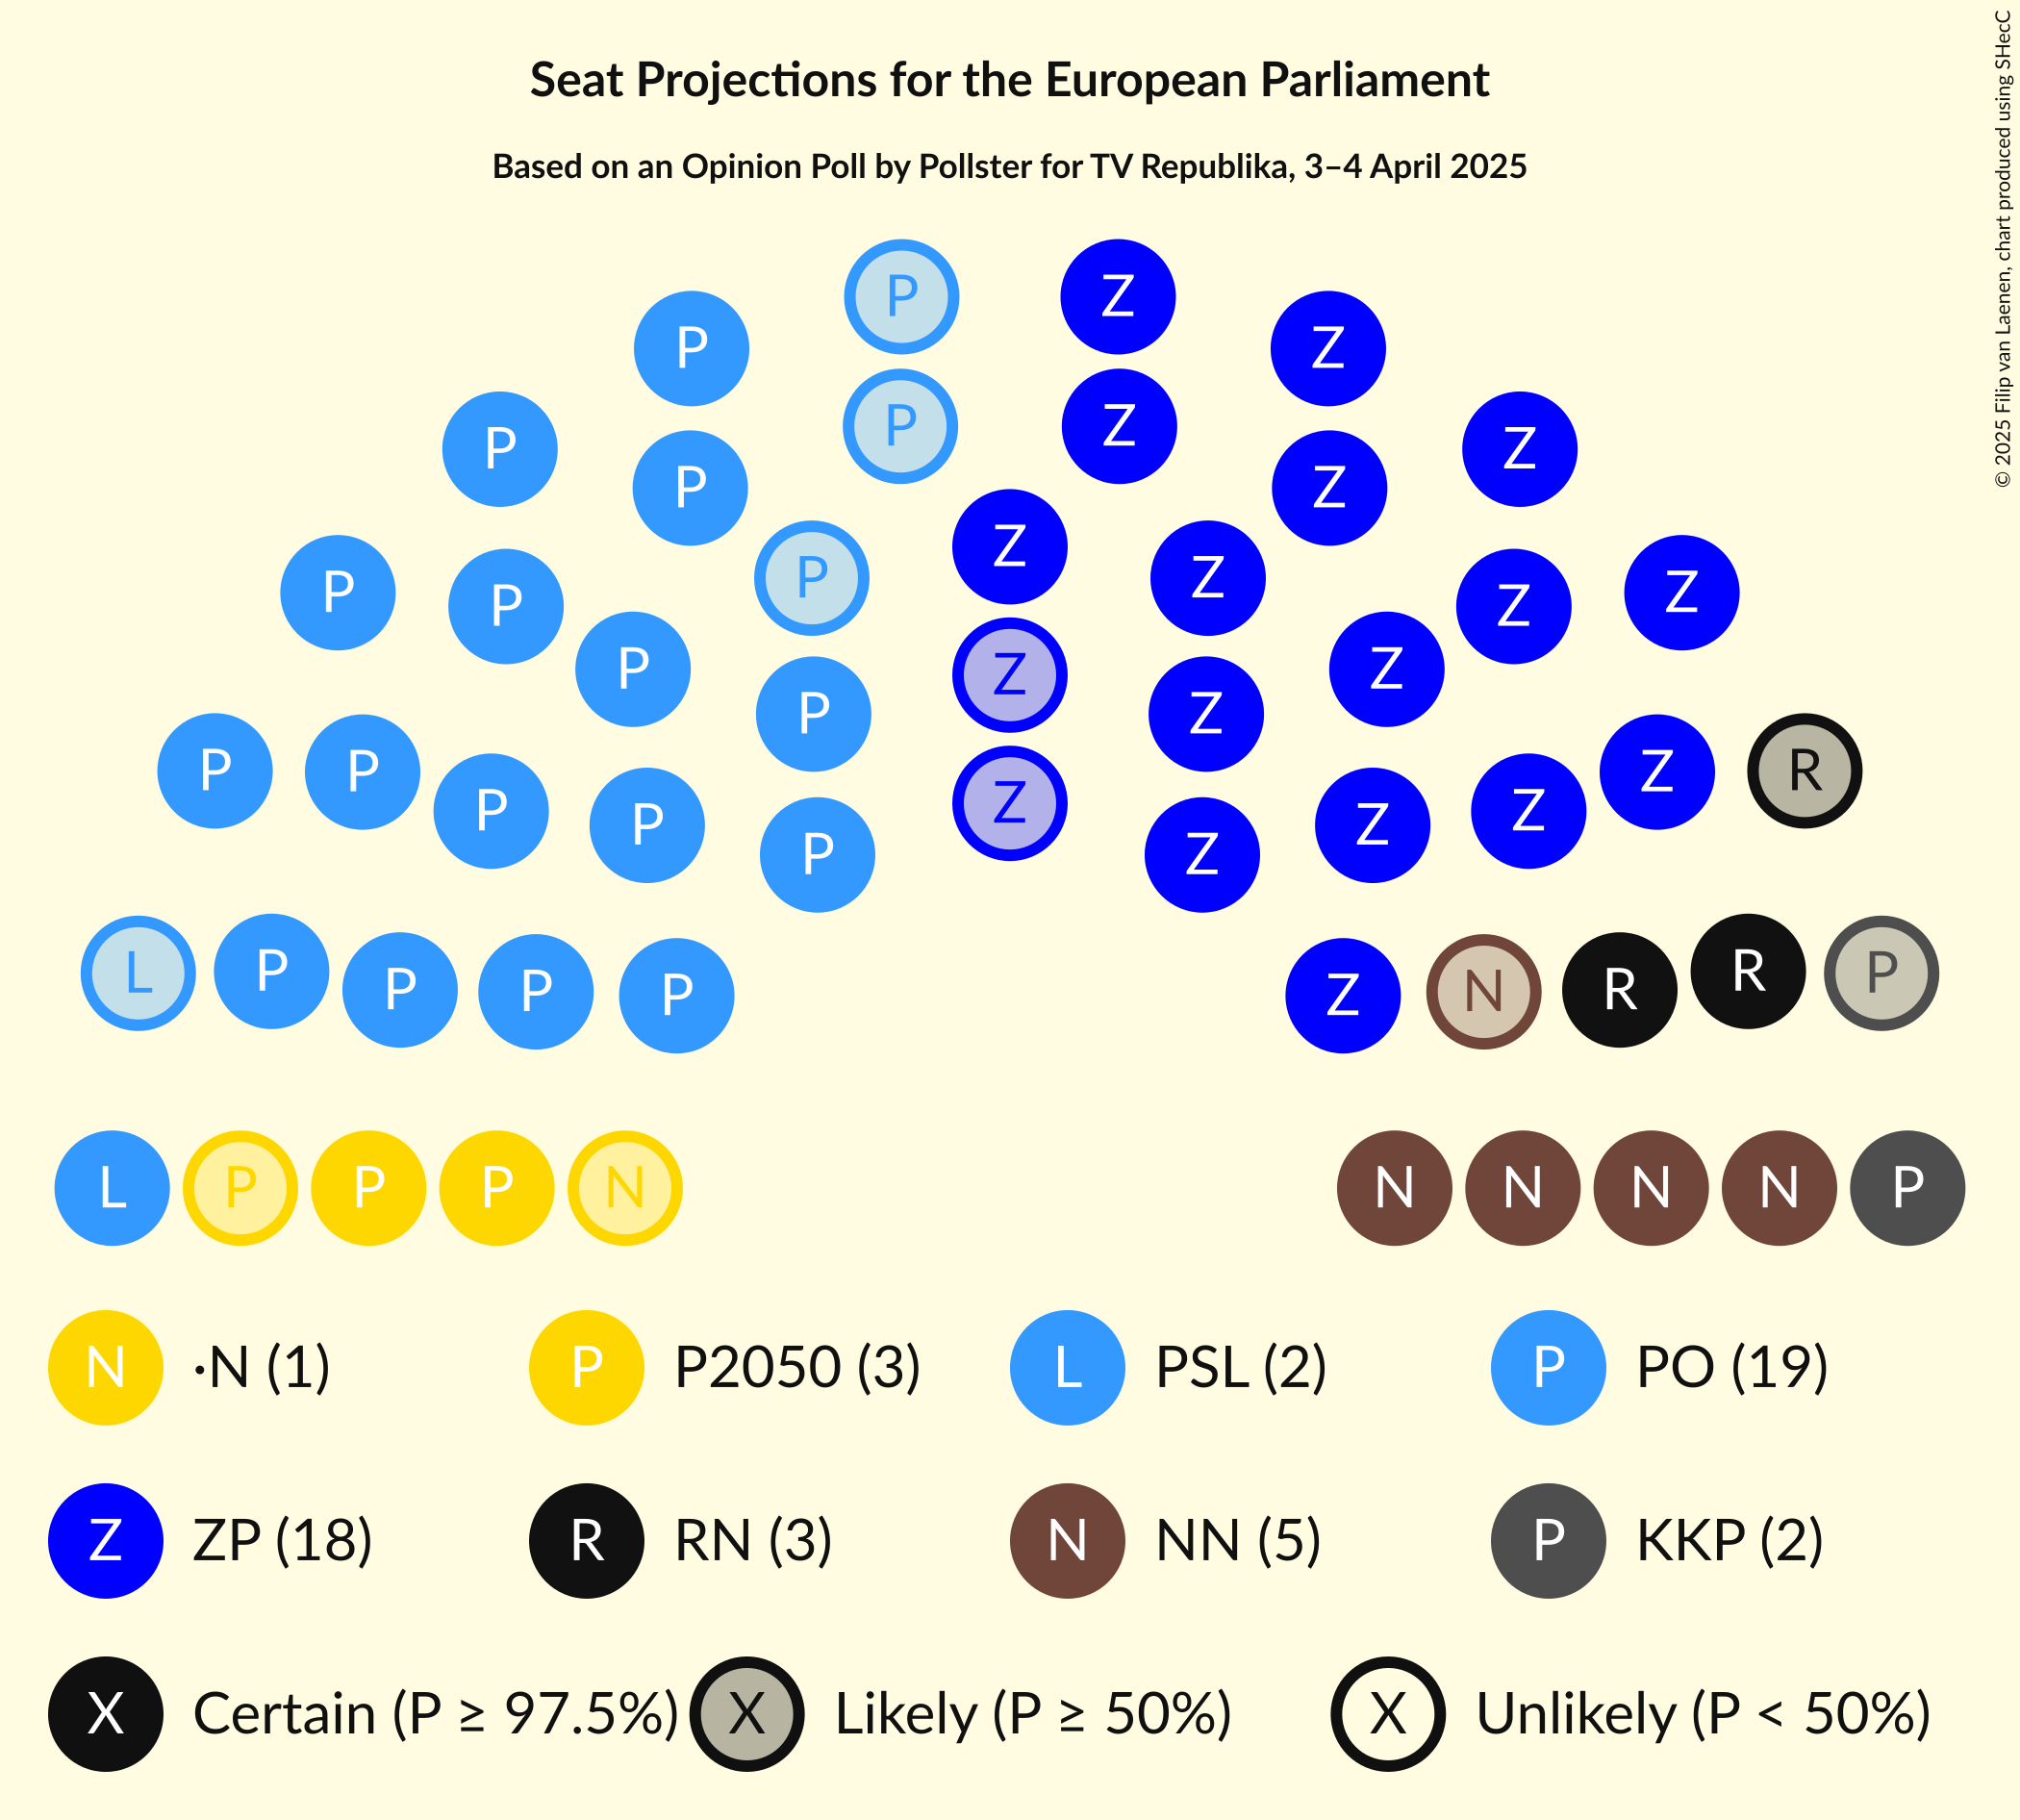 Seat Projections for the European Parliament
Based on an Opinion Poll by Pollster for TV Republika, 3–4 April 2025
© 2025 Filip van Laenen, chart produced using SHecC
P Z
P Z
P Z
P Z
P Z
P Z
P Z
Z
P Z
P Z
P Z
Z
P Z
P P Z R
P Z
Z
P Z
P Z
L P P P P Z N R R P
L P P P N N N N N P
N ·N (1) P P2050 (3) L PSL (2) P PO (19)
Z ZP (18) R RN (3) N NN (5) P KKP (2)
X Certain (P ≥ 97.5%) X Likely (P ≥ 50%) X Unlikely (P < 50%)